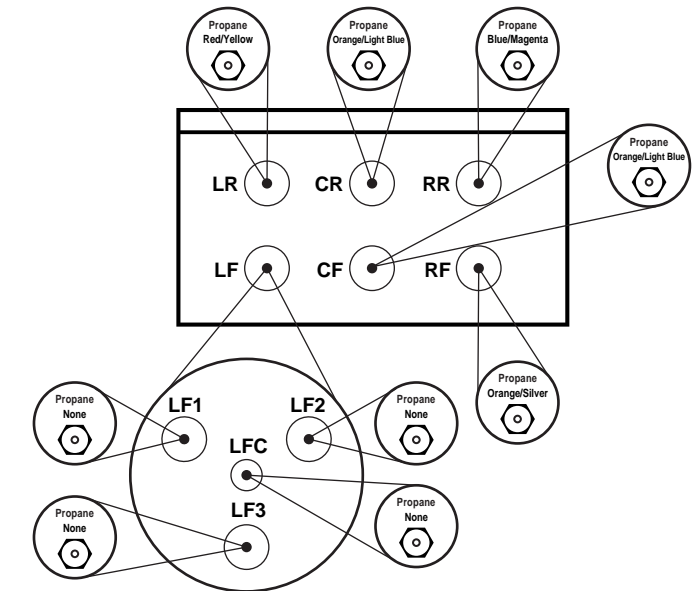 Propane
Red/Yellow
Propane
Orange/Light Blue
Propane
Blue/Magenta
Propane
Orange/Light Blue
LR
CR
RR
LF
CF
RF
Propane
Orange/Silver
Propane
None
LF1
LF2
Propane
None
LFC
LF3
Propane
None
Propane
None